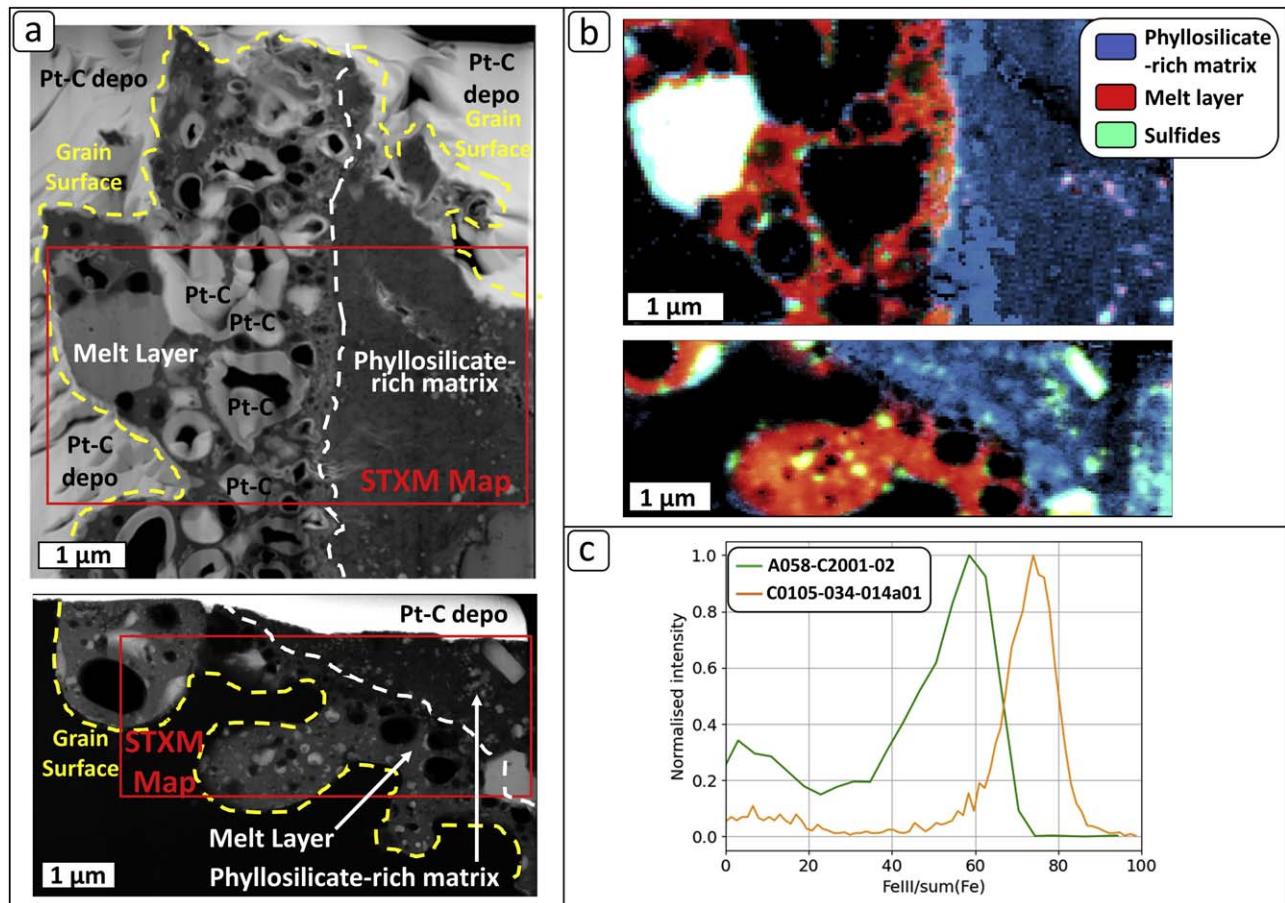 a
Pt-C depo
Pt-C
depo
Grain
Surface
Grain
Surface
Pt-C
Pt-C
Melt Layer
Phyllosilicate-
rich matrix
Pt-C
Pt-C
depo
Pt-C
STXM Map
1 µm
Pt-C depo
Grain
Surface
STXM
Map
Melt Layer
Phyllosilicate-rich matrix
1 µm
b
Phyllosilicate
-rich matrix
Melt layer
Sulfides
1 µm
1 µm
c
A058-C2001-02
C0105-034-014a01
Normalised intensity
1.0
0.8
0.6
0.4
0.2
0.0
0
20
40
60
80
100
FeIII/sum(Fe)